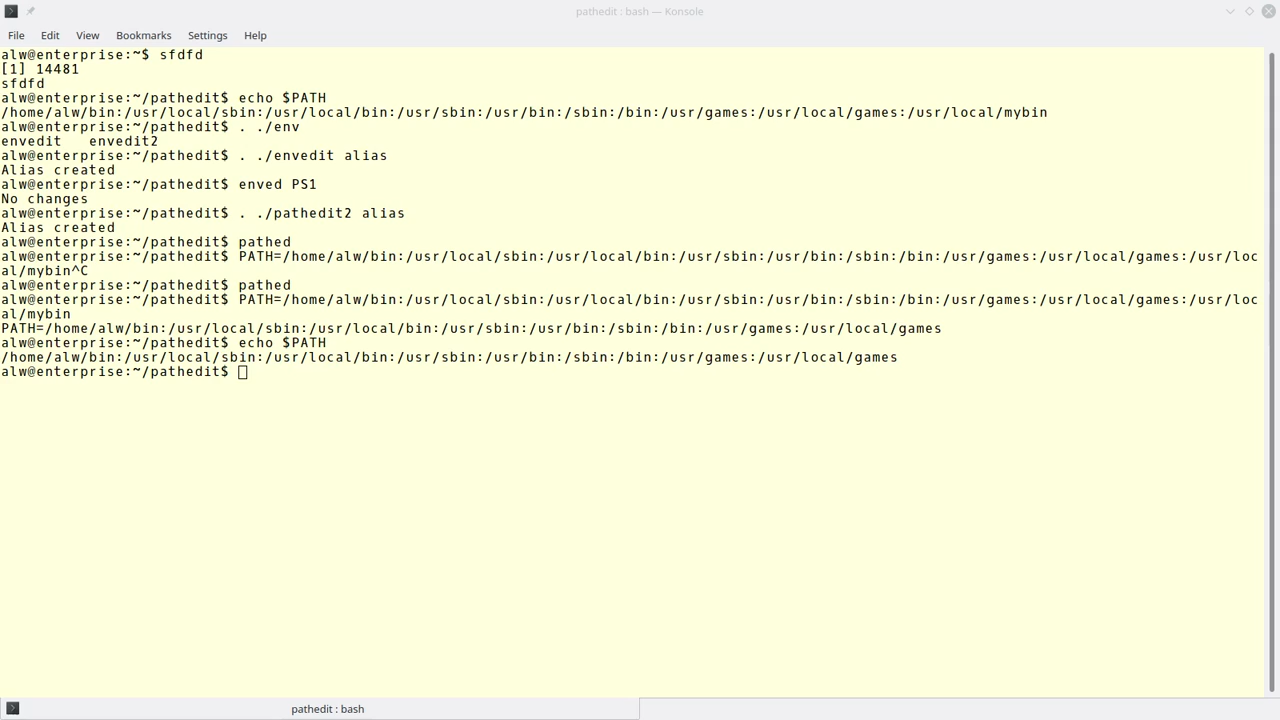 pathedit : bash — Konsole
File Edit View Bookmarks Settings Help
alw@enterprise:~$ sfdfd
[1] 14481
sfdfd
alw@enterprise:~/pathedit$ echo $PATH
/home/alw/bin:/usr/local/sbin:/usr/local/bin:/usr/sbin:/usr/bin:/sbin:/bin:/usr/games:/usr/local/games:/usr/local/mybin
alw@enterprise:~/pathedit$ . ./env
envedit   envedit2
alw@enterprise:~/pathedit$ . ./envedit alias
Alias created
alw@enterprise:~/pathedit$ enved PS1
No changes
alw@enterprise:~/pathedit$ . ./pathedit2 alias
Alias created
alw@enterprise:~/pathedit$ pathed
alw@enterprise:~/pathedit$ PATH=/home/alw/bin:/usr/local/sbin:/usr/local/bin:/usr/sbin:/usr/bin:/sbin:/bin:/usr/games:/usr/local/games:/usr/loc
al/mybin^C
alw@enterprise:~/pathedit$ pathed
alw@enterprise:~/pathedit$ PATH=/home/alw/bin:/usr/local/sbin:/usr/local/bin:/usr/sbin:/usr/bin:/sbin:/bin:/usr/games:/usr/local/games:/usr/loc
al/mybin
PATH=/home/alw/bin:/usr/local/sbin:/usr/local/bin:/usr/sbin:/usr/bin:/sbin:/bin:/usr/games:/usr/local/games
alw@enterprise:~/pathedit$ echo $PATH
/home/alw/bin:/usr/local/sbin:/usr/local/bin:/usr/sbin:/usr/bin:/sbin:/bin:/usr/games:/usr/local/games
alw@enterprise:~/pathedit$
pathedit : bash